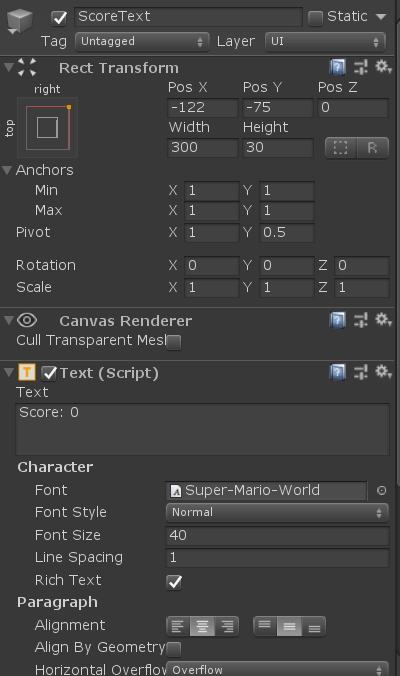 ScoreText Static
Tag Untagged Layer UI
Rect Transform
right
top
Pos X Pos Y Pos Z
-122 -75 0
Width Height
300 30
R
Anchors
Min X 1 Y 1
Max X 1 Y 1
Pivot X 1 Y 0.5
Rotation X 0 Y 0 Z 0
Scale X 1 Y 1 Z 1
Canvas Renderer
Cull Transparent Mesh
T Text (Script)
Text
Score: 0
Character
Font Super-Mario-World
Font Style Normal
Font Size 40
Line Spacing 1
Rich Text
Paragraph
Alignment
Align By Geometry
Horizontal Overflow Overflow